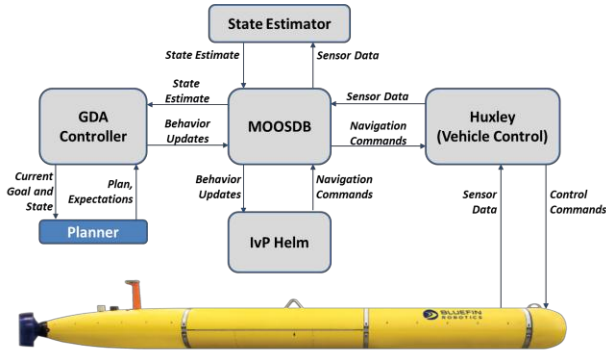 State Estimator
State Estimate
Sensor Data
State
Estimate
Sensor Data
GDA
Controller
MOOSDB
Huxley
(Vehicle Control)
Behavior
Updates
Navigation
Commands
Current
Goal and
State
Plan,
Expectations
Behavior
Updates
Navigation
Commands
Sensor
Data
Control
Commands
Planner
IvP Helm
BLUEFIN
ROBOTICS